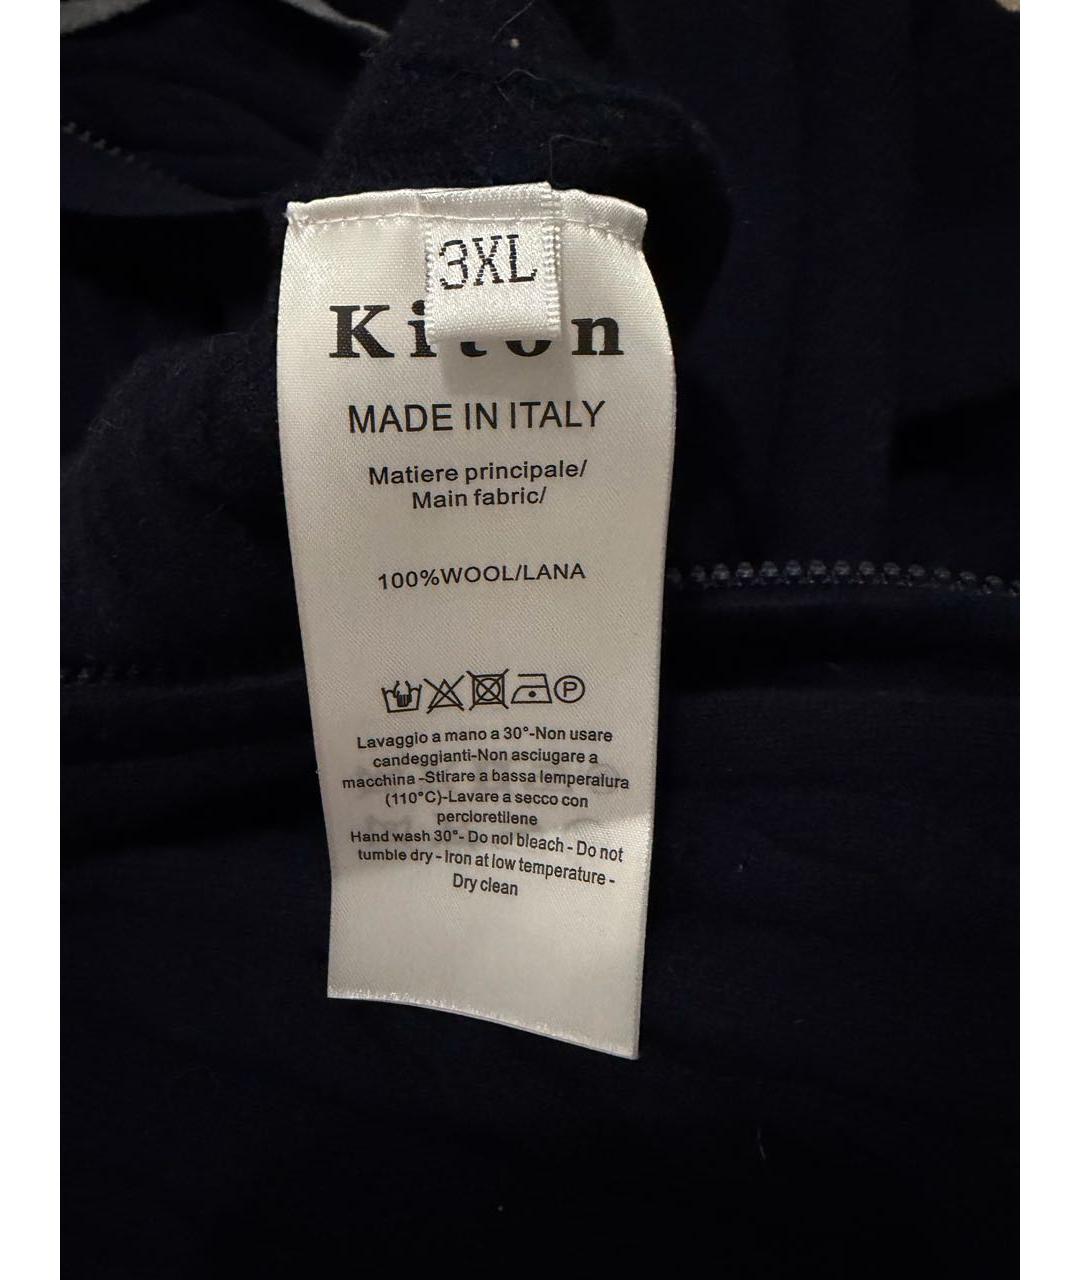 3XL
Kiton
MADE IN ITALY
Matiere principale/
Main fabric/
100%WOOL/LANA
P
Lavaggio a mano a 30°-Non usare
candeggianti-Non asciugare a
macchina -Stirare a bassa lemperalura
(110°C)-Lavare a secco con
percloretilene
Hand wash 30°- Do nol bleach - Do not
tumble dry - Iron at low temperature -
Dry clean